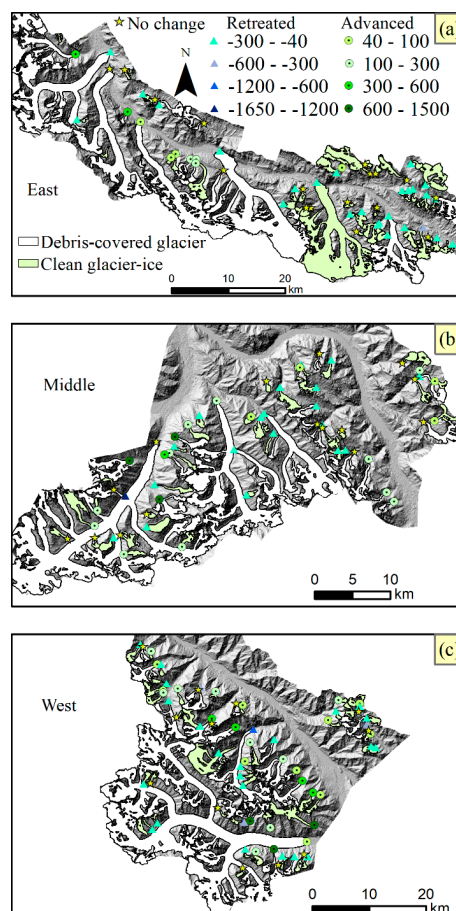 (a)
No change
Retreated
Advanced
-300 - -40
40 - 100
-600 - -300
100 - 300
-1200 - -600
300 - 600
-1650 - -1200
600 - 1500
N
East
Debris-covered glacier
Clean glacier-ice
0 10 20
km
(b)
Middle
0 5 10
km
(c)
West
0 10 20
km